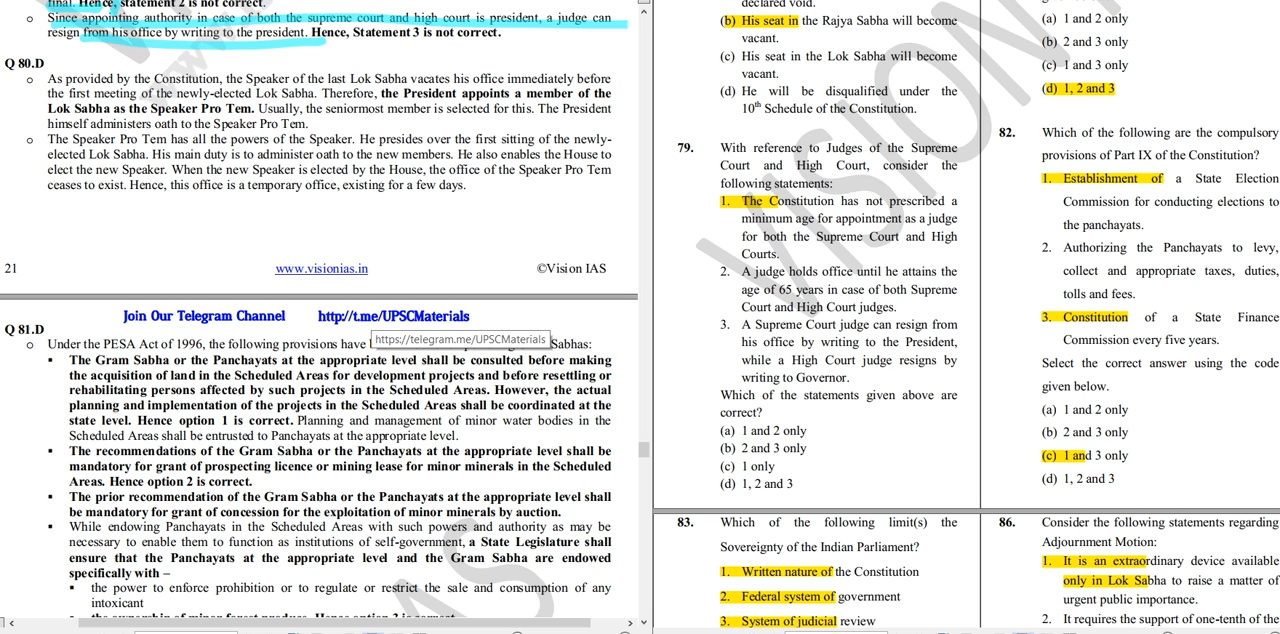 final. Hence, statement 2 is not correct.
o Since appointing authority in case of both the supreme court and high court is president, a judge can
resign from his office by writing to the president. Hence, Statement 3 is not correct.
Q 80.D
o As provided by the Constitution, the Speaker of the last Lok Sabha vacates his office immediately before
the first meeting of the newly-elected Lok Sabha. Therefore, the President appoints a member of the
Lok Sabha as the Speaker Pro Tem. Usually, the seniormost member is selected for this. The President
himself administers oath to the Speaker Pro Tem.
o The Speaker Pro Tem has all the powers of the Speaker. He presides over the first sitting of the newly-
elected Lok Sabha. His main duty is to administer oath to the new members. He also enables the House to
elect the new Speaker. When the new Speaker is elected by the House, the office of the Speaker Pro Tem
ceases to exist. Hence, this office is a temporary office, existing for a few days.
21 www.visionias.in ©Vision IAS
Join Our Telegram Channel http://t.me/UPSCMaterials
https://telegram.me/UPSCMaterials
Q 81.D
o Under the PESA Act of 1996, the following provisions have Sabhas:
▪ The Gram Sabha or the Panchayats at the appropriate level shall be consulted before making
the acquisition of land in the Scheduled Areas for development projects and before resettling or
rehabilitating persons affected by such projects in the Scheduled Areas. However, the actual
planning and implementation of the projects in the Scheduled Areas shall be coordinated at the
state level. Hence option 1 is correct. Planning and management of minor water bodies in the
Scheduled Areas shall be entrusted to Panchayats at the appropriate level.
▪ The recommendations of the Gram Sabha or the Panchayats at the appropriate level shall be
mandatory for grant of prospecting licence or mining lease for minor minerals in the Scheduled
Areas. Hence option 2 is correct.
▪ The prior recommendation of the Gram Sabha or the Panchayats at the appropriate level shall
be mandatory for grant of concession for the exploitation of minor minerals by auction.
▪ While endowing Panchayats in the Scheduled Areas with such powers and authority as may be
necessary to enable them to function as institutions of self-government, a State Legislature shall
ensure that the Panchayats at the appropriate level and the Gram Sabha are endowed
specifically with –
▪ the power to enforce prohibition or to regulate or restrict the sale and consumption of any
intoxicant
declared void.
(b) His seat in the Rajya Sabha will become
vacant.
(c) His seat in the Lok Sabha will become
vacant.
(d) He will be disqualified under the
10th Schedule of the Constitution.
79. With reference to Judges of the Supreme
Court and High Court, consider the
following statements:
1. The Constitution has not prescribed a
minimum age for appointment as a judge
for both the Supreme Court and High
Courts.
2. A judge holds office until he attains the
age of 65 years in case of both Supreme
Court and High Court judges.
3. A Supreme Court judge can resign from
his office by writing to the President,
while a High Court judge resigns by
writing to Governor.
Which of the statements given above are
correct?
(a) 1 and 2 only
(b) 2 and 3 only
(c) 1 only
(d) 1, 2 and 3
(a) 1 and 2 only
(b) 2 and 3 only
(c) 1 and 3 only
(d) 1, 2 and 3
82. Which of the following are the compulsory
provisions of Part IX of the Constitution?
1. Establishment of a State Election
Commission for conducting elections to
the panchayats.
2. Authorizing the Panchayats to levy,
collect and appropriate taxes, duties,
tolls and fees.
3. Constitution of a State Finance
Commission every five years.
Select the correct answer using the code
given below.
(a) 1 and 2 only
(b) 2 and 3 only
(c) 1 and 3 only
(d) 1, 2 and 3
83. Which of the following limit(s) the
Sovereignty of the Indian Parliament?
1. Written nature of the Constitution
2. Federal system of government
3. System of judicial review
86. Consider the following statements regarding
Adjournment Motion:
1. It is an extraordinary device available
only in Lok Sabha to raise a matter of
urgent public importance.
2. It requires the support of one-tenth of the
VISION